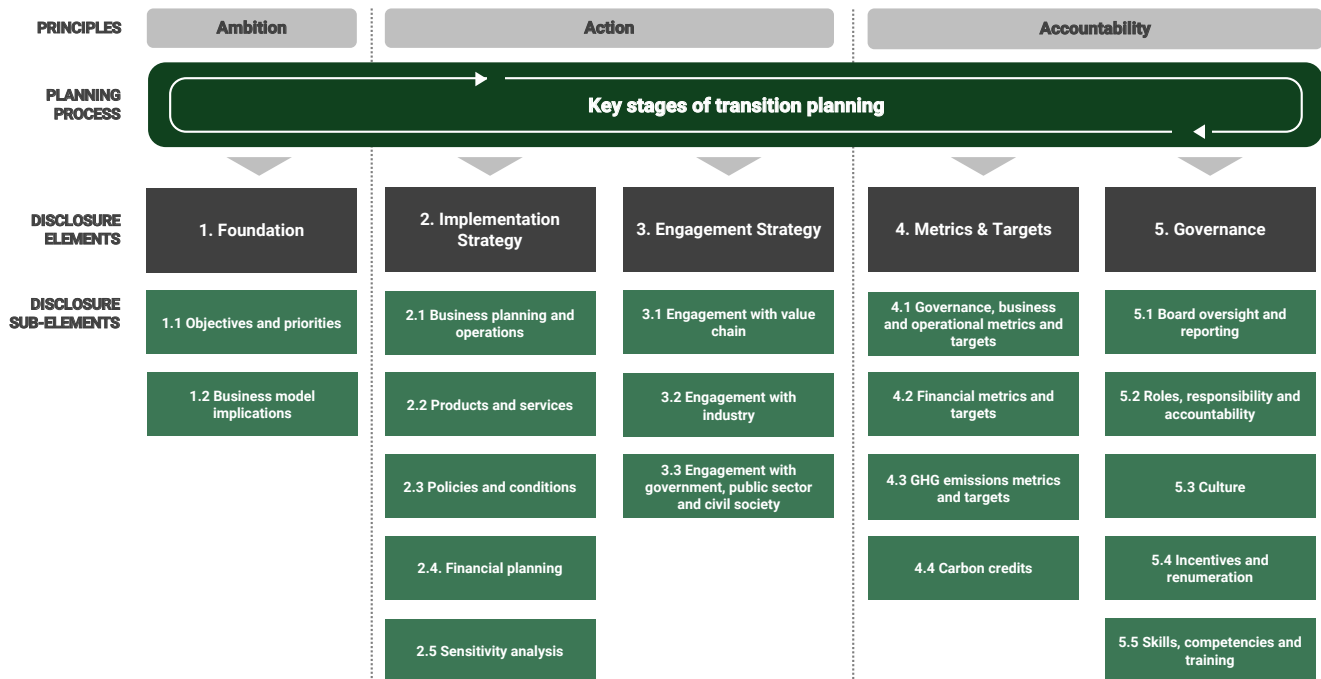 PRINCIPLES
Ambition
Action
Accountability
PLANNING
PROCESS
Key stages of transition planning
DISCLOSURE
ELEMENTS
1. Foundation
2. Implementation
Strategy
3. Engagement Strategy
4. Metrics & Targets
5. Governance
DISCLOSURE
SUB-ELEMENTS
1.1 Objectives and priorities
1.2 Business model
implications
2.1 Business planning and
operations
2.2 Products and services
2.3 Policies and conditions
2.4. Financial planning
2.5 Sensitivity analysis
3.1 Engagement with value
chain
3.2 Engagement with
industry
3.3 Engagement with
government, public sector
and civil society
4.1 Governance, business
and operational metrics and
targets
4.2 Financial metrics and
targets
4.3 GHG emissions metrics
and targets
4.4 Carbon credits
5.1 Board oversight and
reporting
5.2 Roles, responsibility and
accountability
5.3 Culture
5.4 Incentives and
renumeration
5.5 Skills, competencies and
training